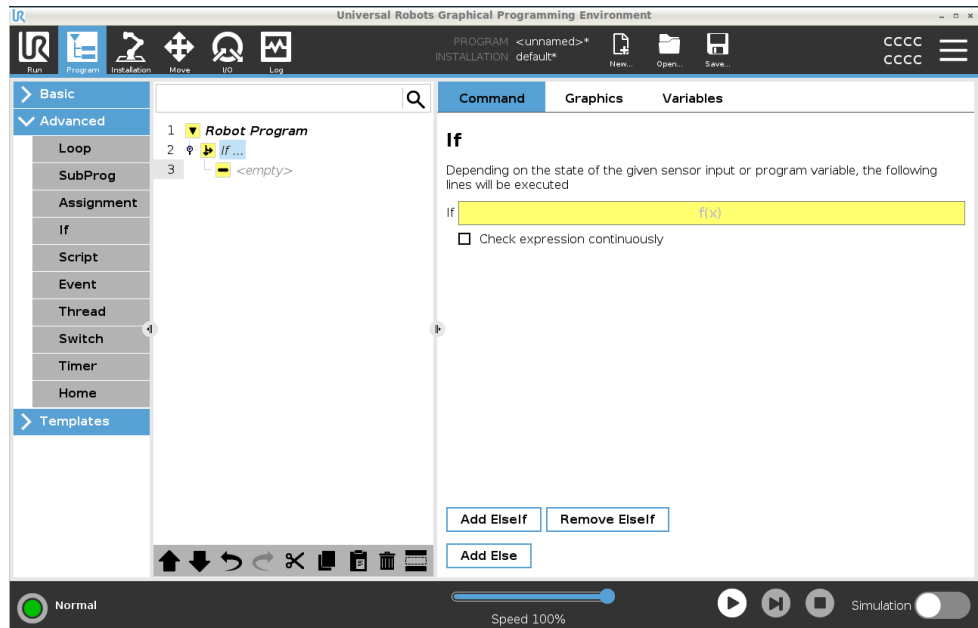 Universal Robots Graphical Programming Environment
UR
Run
Program
Installation
Move
I/O
Log
PROGRAM <unnamed>*
INSTALLATION default*
New...
Open...
Save...
CCCC
CCCC
Basic
Advanced
Loop
SubProg
Assignment
If
Script
Event
Thread
Switch
Timer
Home
Templates
1 Robot Program
2 If ...
3 <empty>
Command Graphics Variables
If
Depending on the state of the given sensor input or program variable, the following
lines will be executed
If f(x)
Check expression continuously
Add ElseIf Remove ElseIf
Add Else
Normal
Speed 100%
Simulation